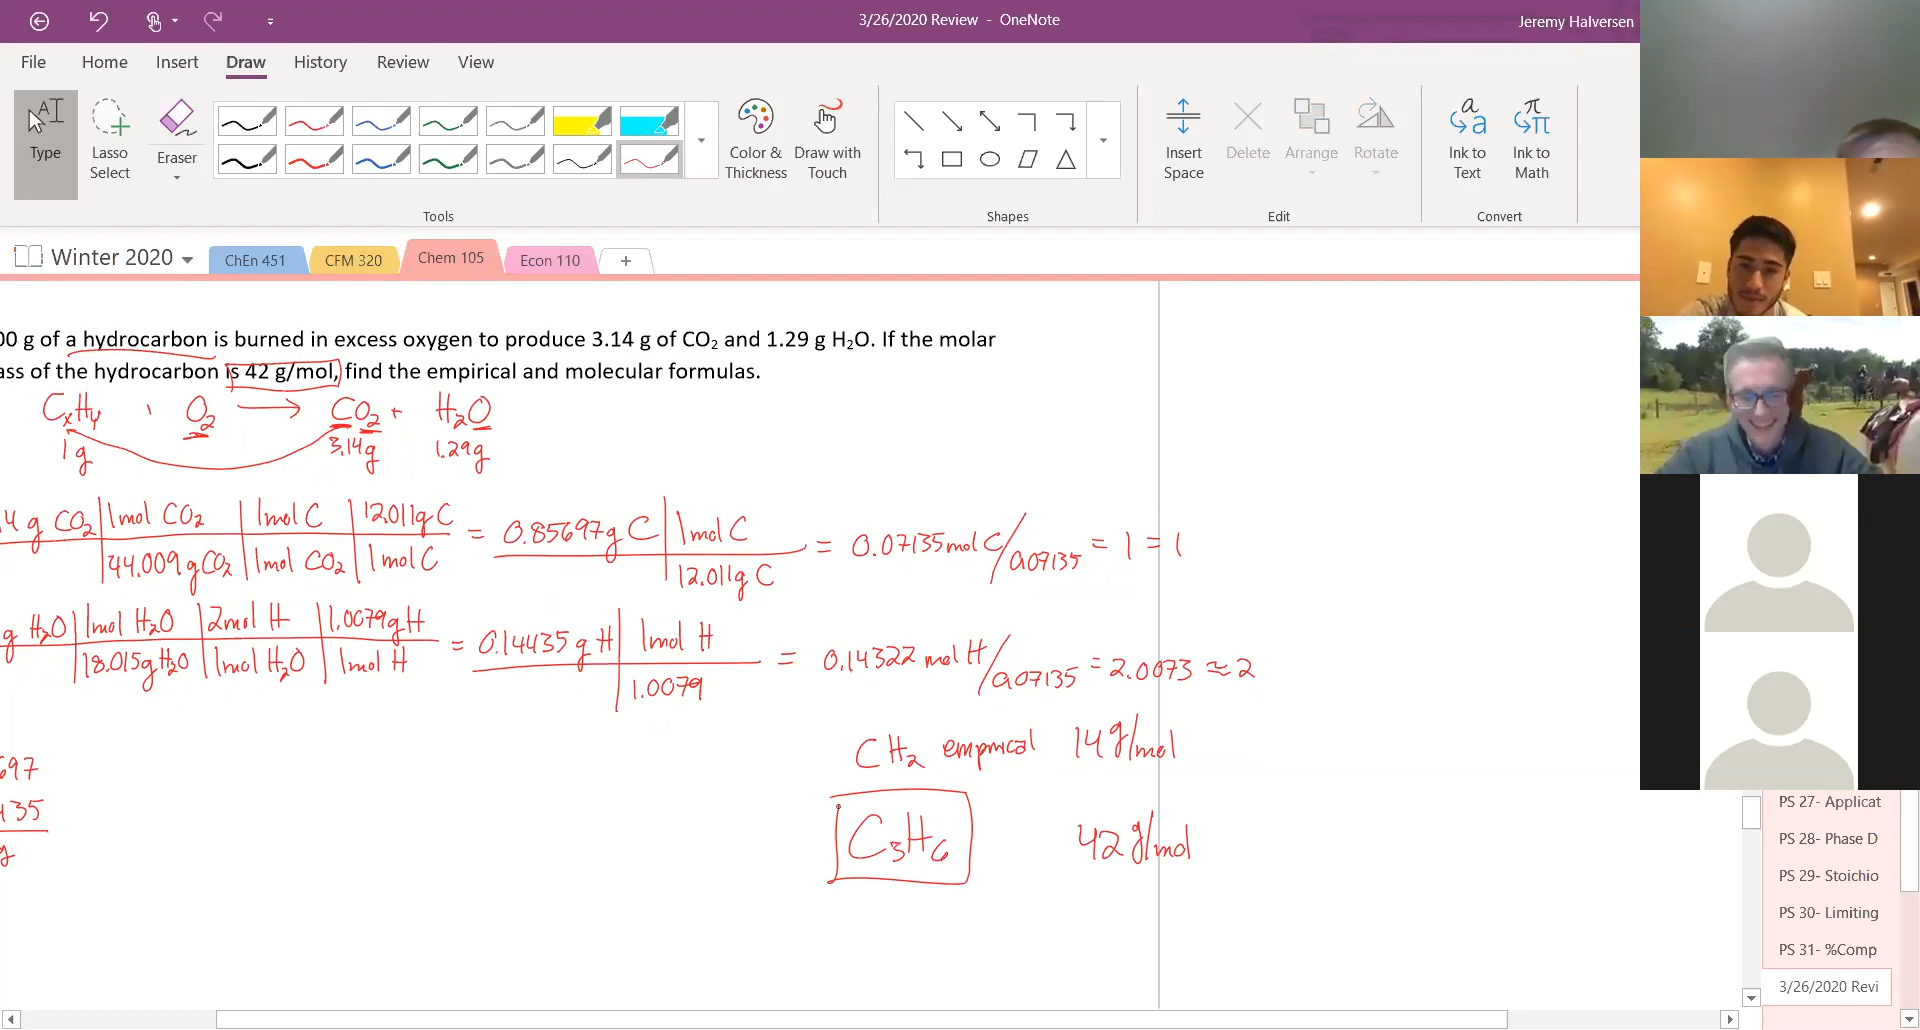 3/26/2020 Review - OneNote
Jeremy Halversen
File Home Insert Draw History Review View
Type
Lasso Select
Eraser
Color & Thickness
Draw with Touch
Insert Space
Delete
Arrange
Rotate
Ink to Text
Ink to Math
Tools
Shapes
Edit
Convert
Winter 2020
ChEn 451
CFM 320
Chem 105
Econ 110
00 g of a hydrocarbon is burned in excess oxygen to produce 3.14 g of CO₂ and 1.29 g H₂O. If the molar
ass of the hydrocarbon is 42 g/mol, find the empirical and molecular formulas.
CxHy + O₂ → CO₂ + H₂O
1g 3.14g 1.29g
14 g CO₂ | 1mol CO₂ | 1mol C | 12.011g C = 0.85697g C | 1mol C = 0.07135 mol C / 0.07135 = 1 = 1
44.009 g CO₂ | 1mol CO₂ | 1mol C 12.011g C
g H₂O | 1mol H₂O | 2mol H | 1.0079g H = 0.14435 g H | 1mol H = 0.14322 mol H / 0.07135 = 2.0073 ≈ 2
18.015g H₂O | 1mol H₂O | 1mol H 1.0079
CH₂ empirical 14 g/mol
697
435
g
C₃H₆ 42 g/mol
PS 27- Applicat
PS 28- Phase D
PS 29- Stoichio
PS 30- Limiting
PS 31- %Comp
3/26/2020 Revi